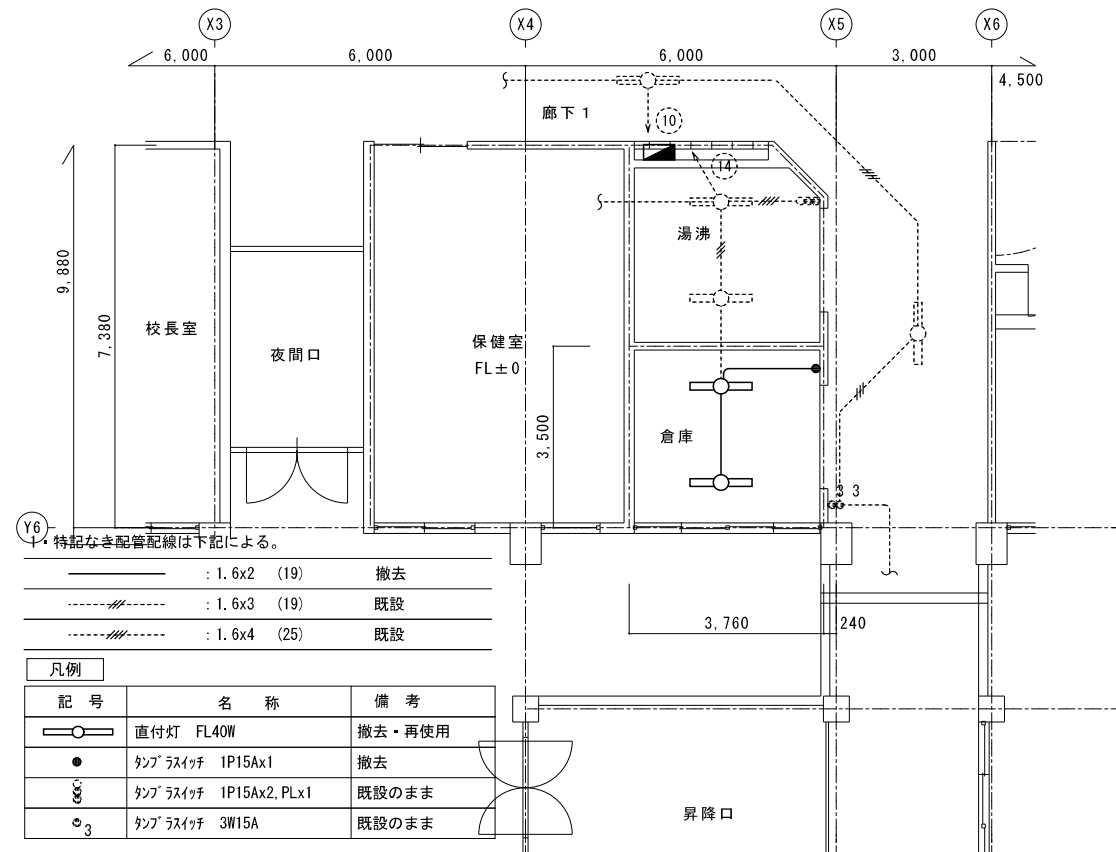 X3
X4
X5
X6
6,000
6,000
6,000
3,000
4,500
廊下1
10
14
湯沸
9,880
7,380
校長室
夜間口
保健室
FL±0
3,500
倉庫
3 3
Y6
1・特記なき配管配線は下記による。
:1.6x2 (19) 撤去
:1.6x3 (19) 既設
:1.6x4 (25) 既設
3,760
240
凡例
記号 名称 備考
直付灯 FL40W 撤去・再使用
タンブラスイッチ 1P15Ax1 撤去
タンブラスイッチ 1P15Ax2,PLx1 既設のまま
3 タンブラスイッチ 3W15A 既設のまま
昇降口